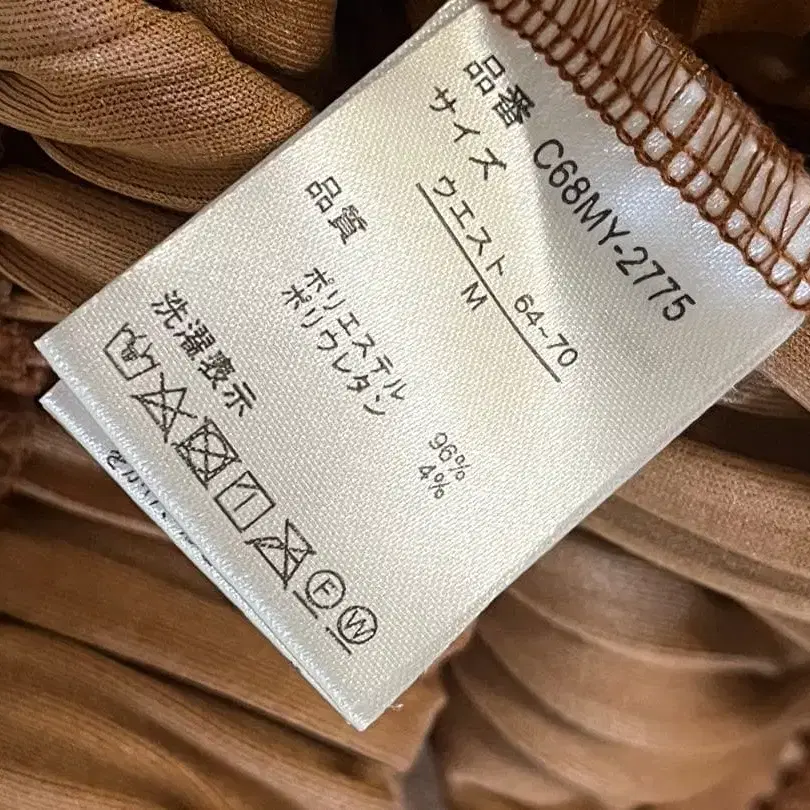 品番 C68MY-2775
サイズ
ウエスト 64~70
M
品質
ポリエステル 96%
ポリウレタン 4%
洗濯表示
F W